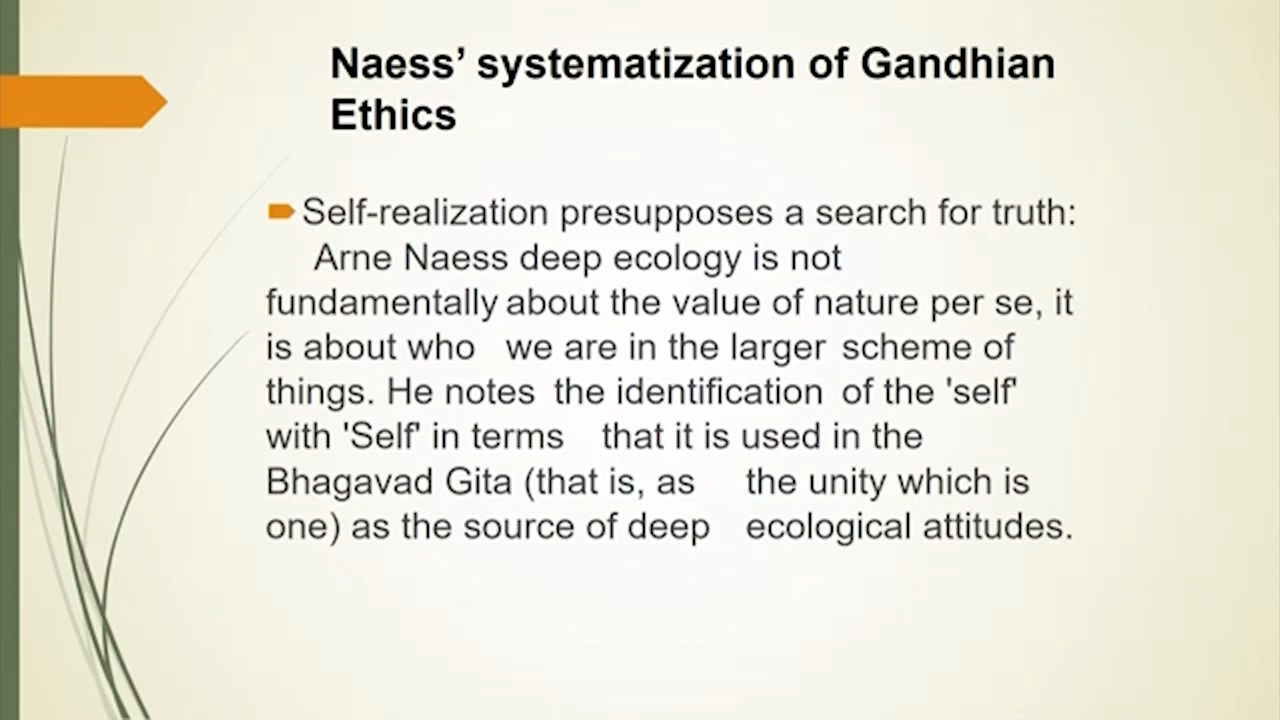 Naess’ systematization of Gandhian
Ethics
Self-realization presupposes a search for truth:
Arne Naess deep ecology is not
fundamentally about the value of nature per se, it
is about who we are in the larger scheme of
things. He notes the identification of the 'self'
with 'Self' in terms that it is used in the
Bhagavad Gita (that is, as the unity which is
one) as the source of deep ecological attitudes.